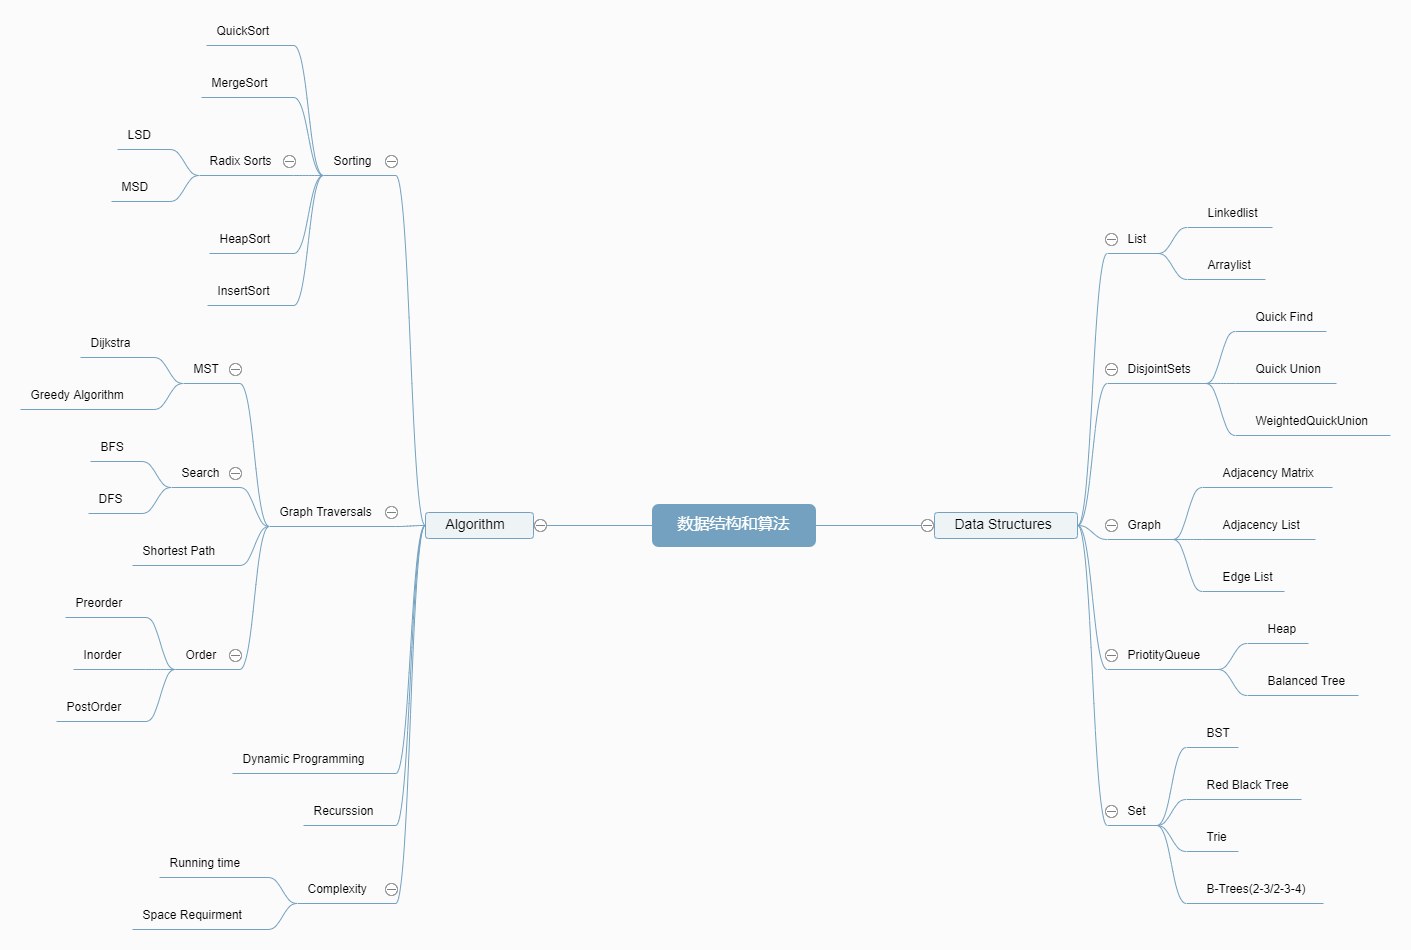 数据结构和算法
Algorithm
Sorting
QuickSort
MergeSort
Radix Sorts
LSD
MSD
HeapSort
InsertSort
Graph Traversals
MST
Dijkstra
Greedy Algorithm
Search
BFS
DFS
Shortest Path
Order
Preorder
Inorder
PostOrder
Dynamic Programming
Recurssion
Complexity
Running time
Space Requirment
Data Structures
List
Linkedlist
Arraylist
DisjointSets
Quick Find
Quick Union
WeightedQuickUnion
Graph
Adjacency Matrix
Adjacency List
Edge List
PriotityQueue
Heap
Balanced Tree
Set
BST
Red Black Tree
Trie
B-Trees(2-3/2-3-4)